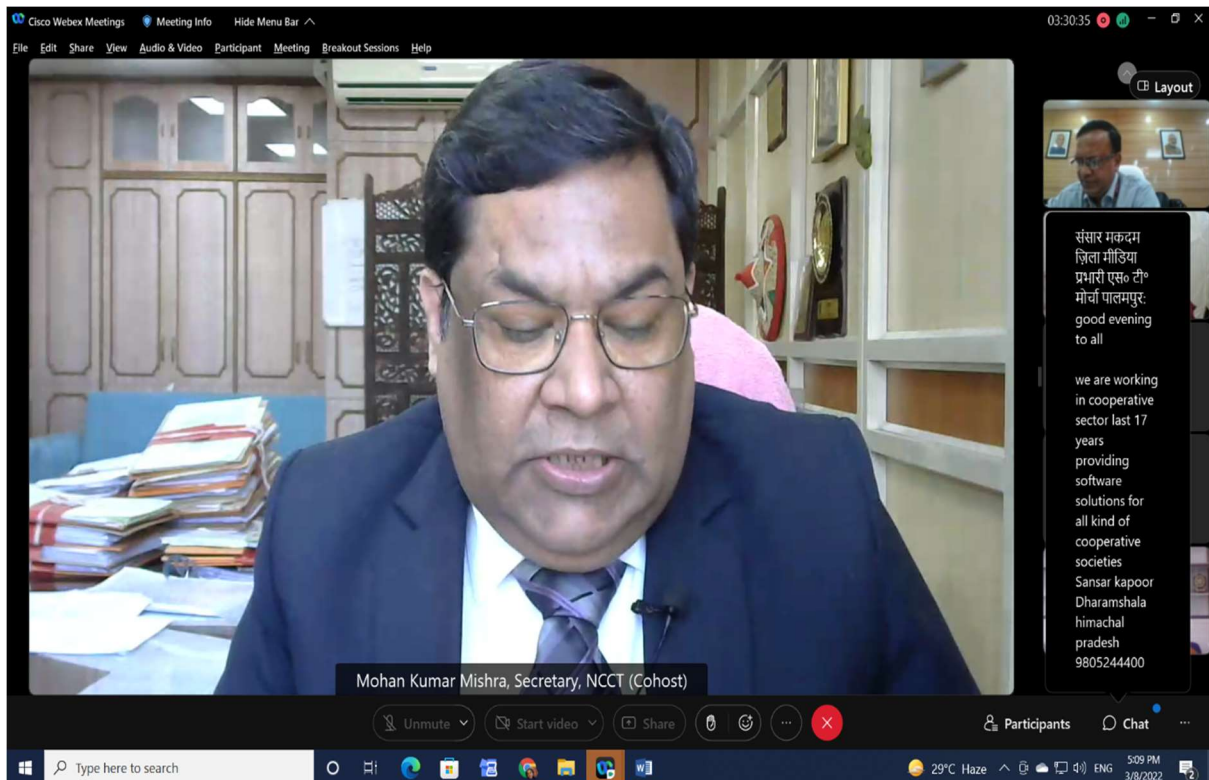 Cisco Webex Meetings Meeting Info Hide Menu Bar 03:30:35
File Edit Share View Audio & Video Participant Meeting Breakout Sessions Help
Layout
संसार मकदम
ज़िला मीडिया
प्रभारी एस० टी°
मोर्चा पालमपुर:
good evening
to all
we are working
in cooperative
sector last 17
years
providing
software
solutions for
all kind of
cooperative
societies
Sansar kapoor
Dharamshala
himachal
pradesh
9805244400
Mohan Kumar Mishra, Secretary, NCCT (Cohost)
Unmute Start video Share Participants Chat
Type here to search 29°C Haze ENG 5:09 PM
3/8/2022 2